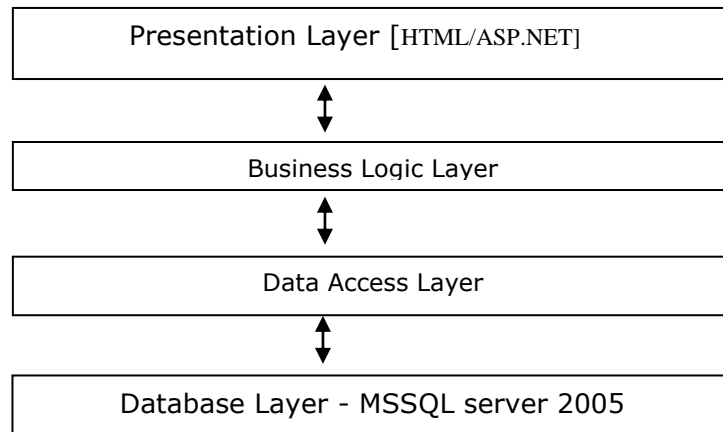 Presentation Layer [HTML/ASP.NET]
Business Logic Layer
Data Access Layer
Database Layer - MSSQL server 2005